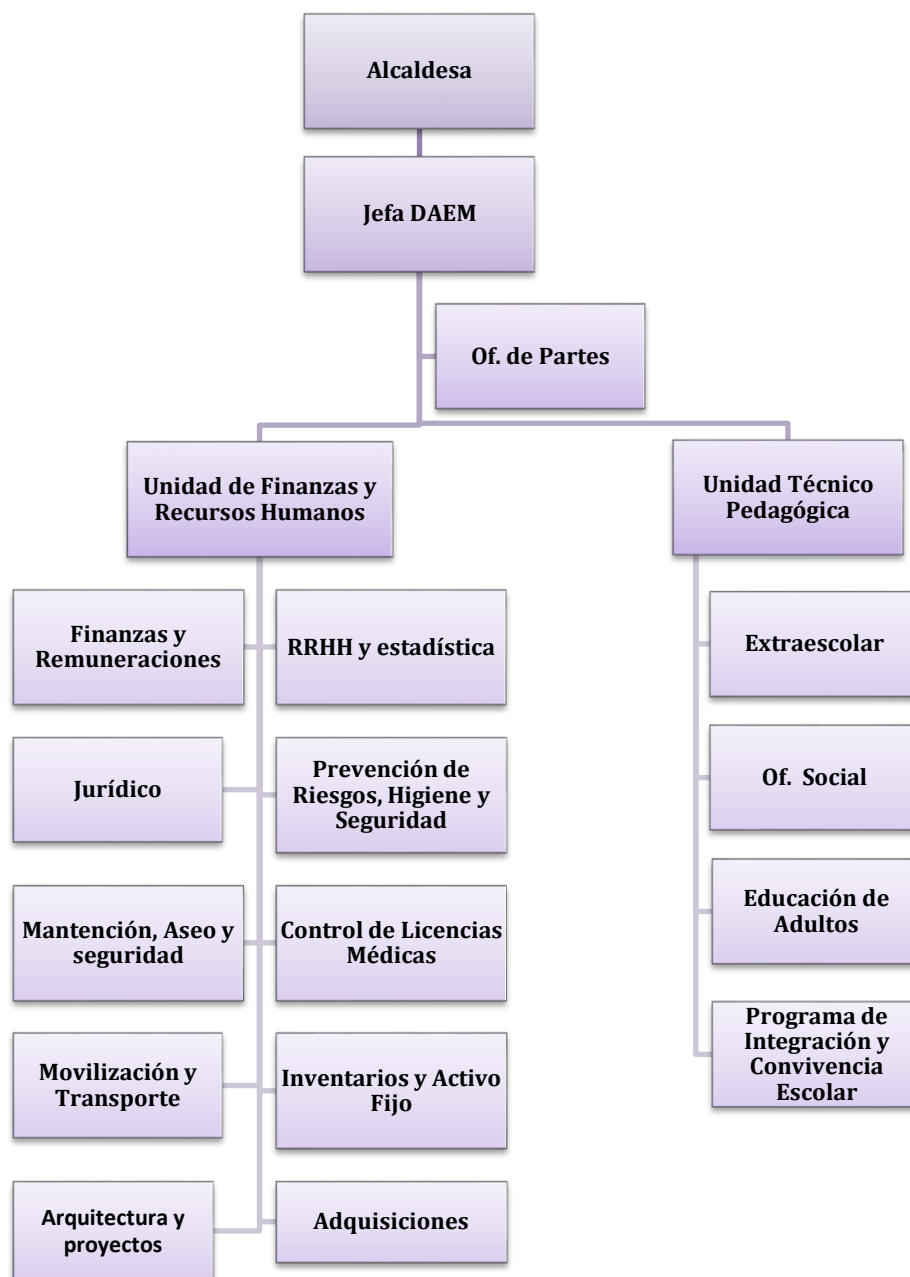 Alcaldesa
Jefa DAEM
Of. de Partes
Unidad de Finanzas y
Recursos Humanos
Unidad Técnico
Pedagógica
Finanzas y
Remuneraciones
RRHH y estadística
Extraescolar
Jurídico
Prevención de
Riesgos, Higiene y
Seguridad
Of. Social
Mantención, Aseo y
seguridad
Control de Licencias
Médicas
Educación de
Adultos
Movilización y
Transporte
Inventarios y Activo
Fijo
Programa de
Integración y
Convivencia
Escolar
Arquitectura y
proyectos
Adquisiciones